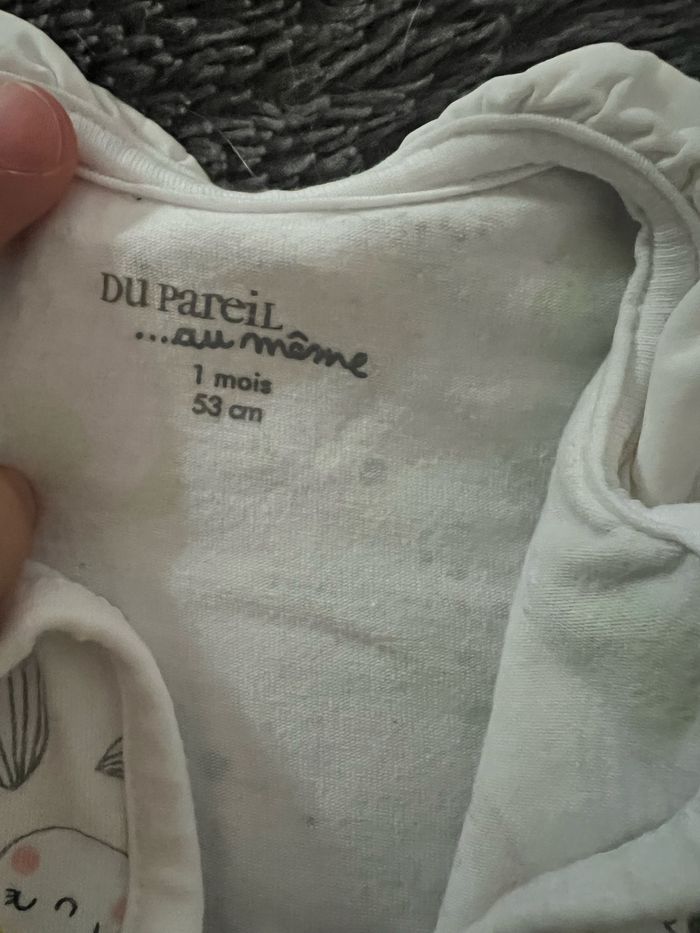 DU PareiL
...au même
1 mois
53 cm